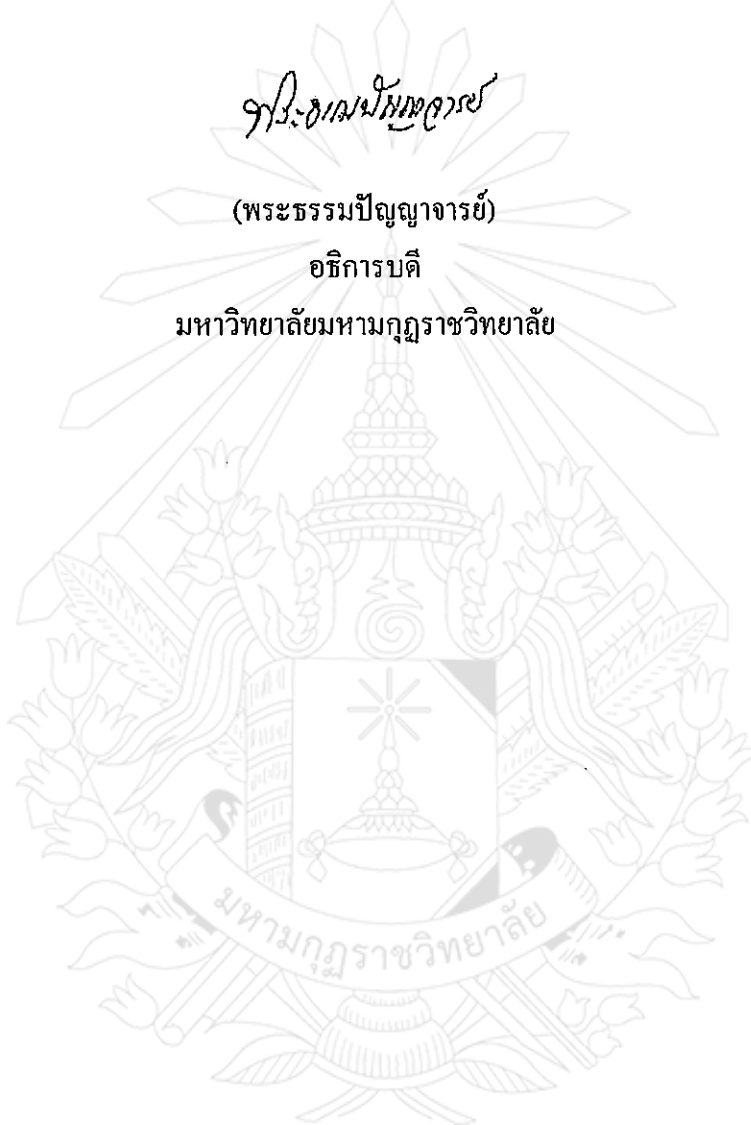 พระธรรมปัญญาจารย์
(พระธรรมปัญญาจารย์)
อธิการบดี
มหาวิทยาลัยมหามกุฏราชวิทยาลัย
มหามกุฏราชวิทยาลัย